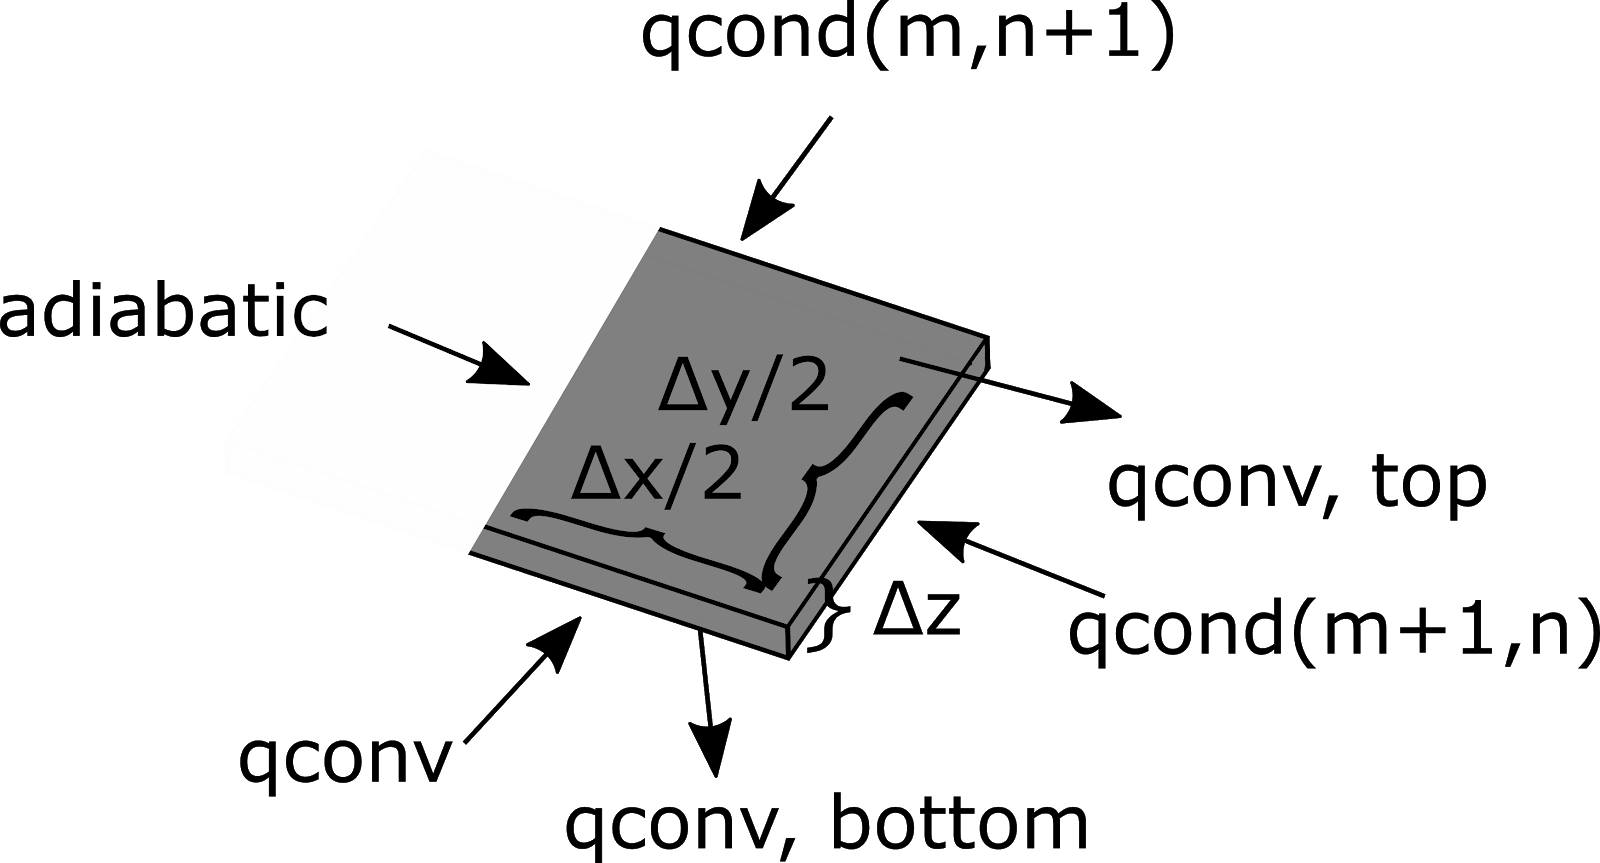 qcond(m,n+1)
adiabatic
Δy/2
Δx/2
qconv, top
Δz
qcond(m+1,n)
qconv
qconv, bottom